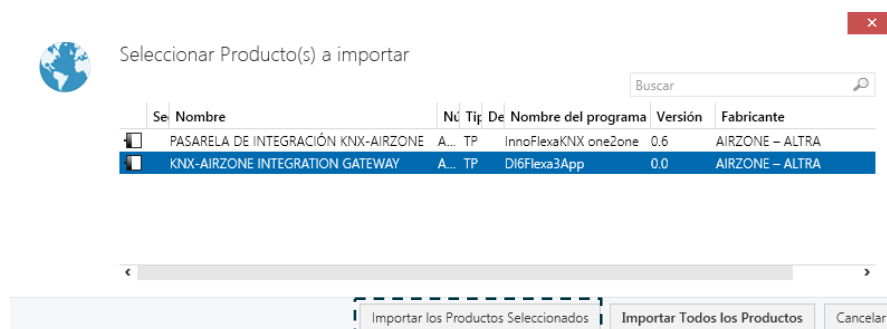 Seleccionar Producto(s) a importar
Buscar
Se Nombre Nú Tip De Nombre del programa Versión Fabricante
PASARELA DE INTEGRACIÓN KNX-AIRZONE A... TP InnoFlexaKNX one2one 0.6 AIRZONE – ALTRA
KNX-AIRZONE INTEGRATION GATEWAY A... TP DI6Flexa3App 0.0 AIRZONE – ALTRA
Importar los Productos Seleccionados Importar Todos los Productos Cancelar